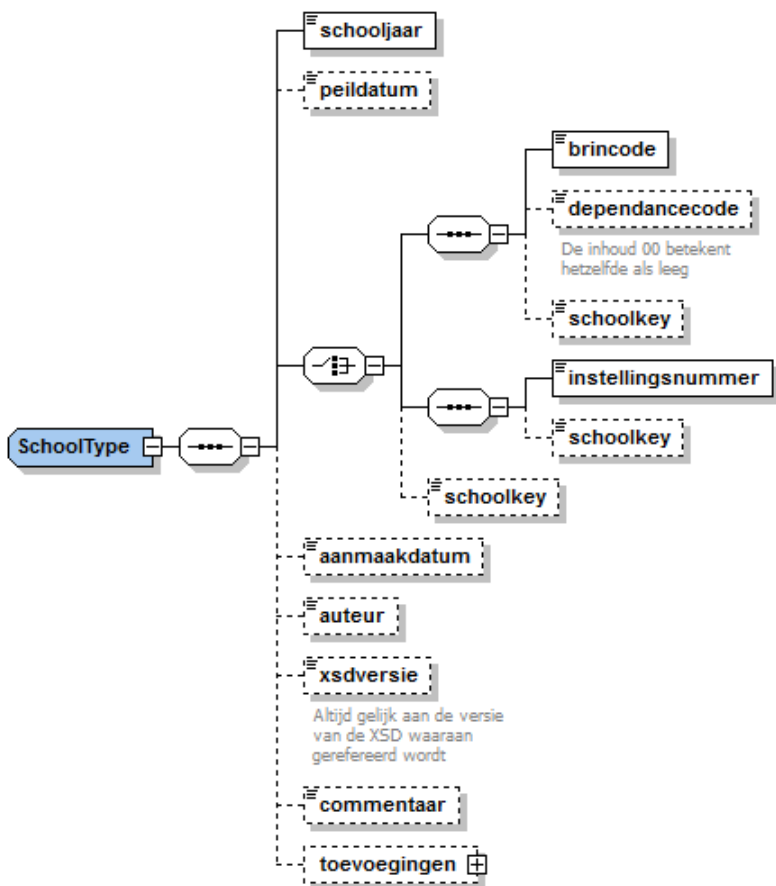 schooljaar
peildatum
brincode
dependancecode
De inhoud 00 betekent
hetzelfde als leeg
schoolkey
instellingsnummer
schoolkey
SchoolType
schoolkey
aanmaakdatum
auteur
xsdversie
Altijd gelijk aan de versie
van de XSD waaraan
gerefereerd wordt
commentaar
toevoegingen